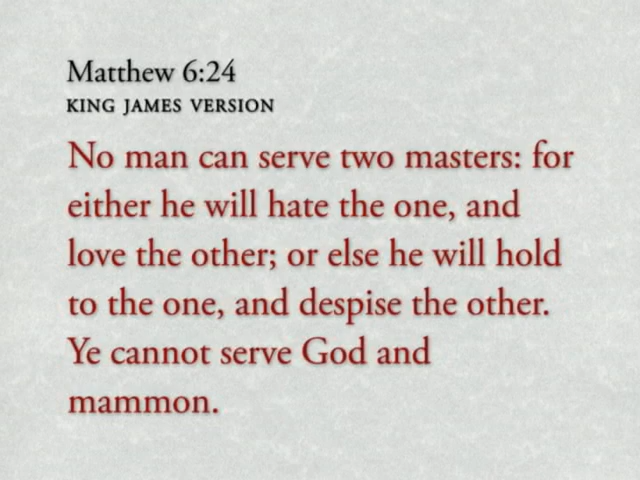 Matthew 6:24
KING JAMES VERSION
No man can serve two masters: for
either he will hate the one, and
love the other; or else he will hold
to the one, and despise the other.
Ye cannot serve God and
mammon.